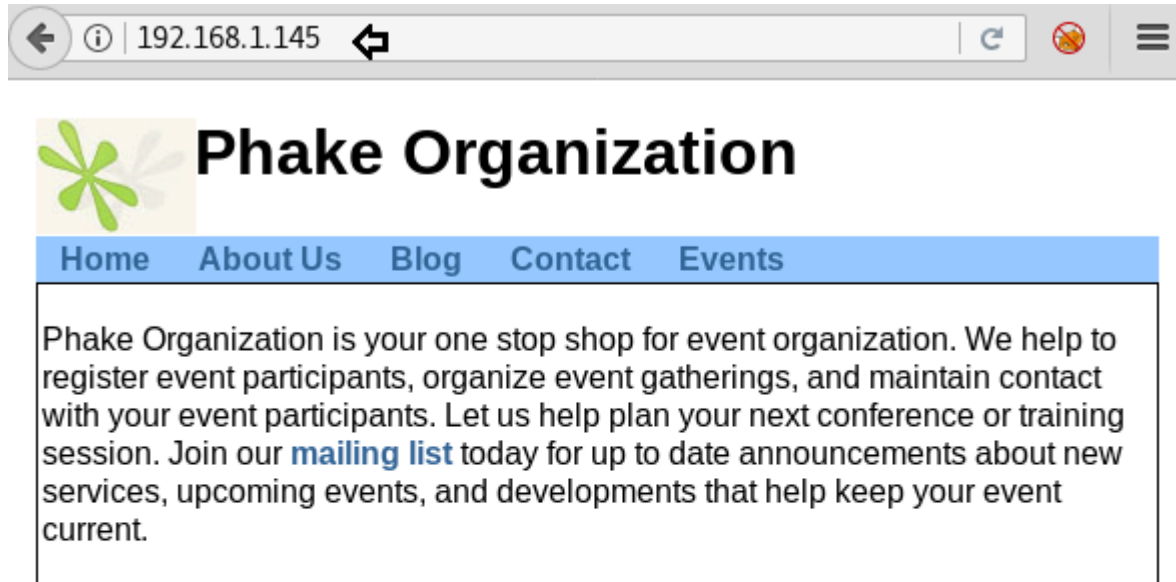 192.168.1.145
Phake Organization
Home About Us Blog Contact Events
Phake Organization is your one stop shop for event organization. We help to
register event participants, organize event gatherings, and maintain contact
with your event participants. Let us help plan your next conference or training
session. Join our mailing list today for up to date announcements about new
services, upcoming events, and developments that help keep your event
current.